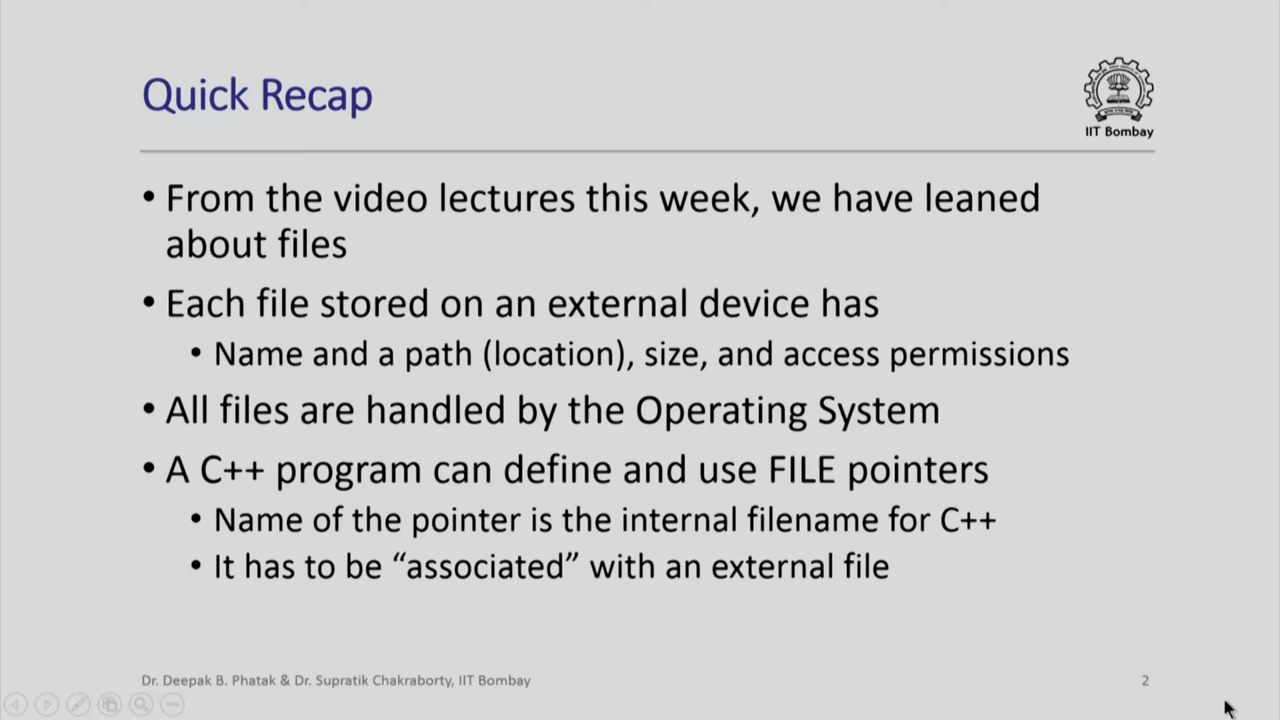 Quick Recap
IIT Bombay
• From the video lectures this week, we have leaned
about files
• Each file stored on an external device has
• Name and a path (location), size, and access permissions
• All files are handled by the Operating System
• A C++ program can define and use FILE pointers
• Name of the pointer is the internal filename for C++
• It has to be “associated” with an external file
Dr. Deepak B. Phatak & Dr. Supratik Chakraborty, IIT Bombay
2